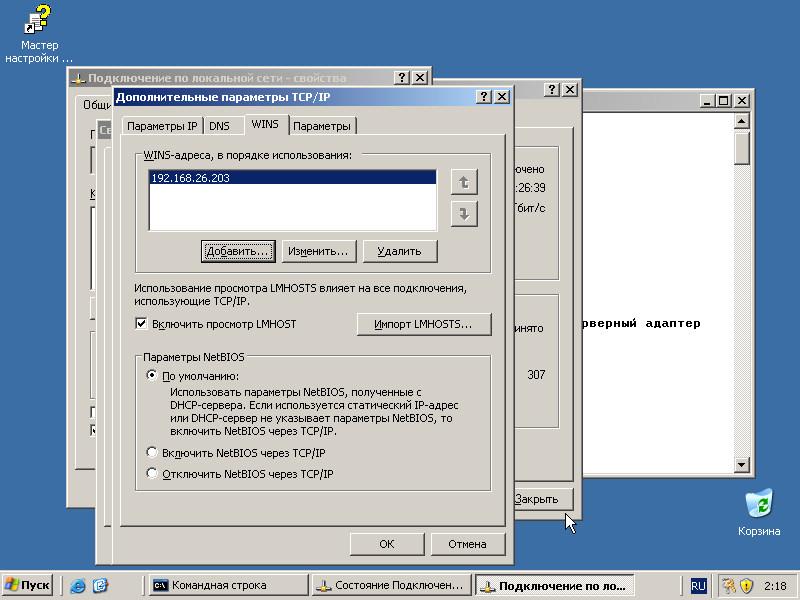 Мастер
настройки ...
Подключение по локальной сети - свойства
Общи
Дополнительные параметры TCP/IP
Параметры IP
DNS
WINS
Параметры
WINS-адреса, в порядке использования:
192.168.26.203
Добавить...
Изменить...
Удалить
Использование просмотра LMHOSTS влияет на все подключения,
использующие TCP/IP.
Включить просмотр LMHOST
Импорт LMHOSTS...
Параметры NetBIOS
По умолчанию:
Использовать параметры NetBIOS, полученные с
DHCP-сервера. Если используется статический IP-адрес
или DHCP-сервер не указывает параметры NetBIOS, то
включить NetBIOS через TCP/IP.
Включить NetBIOS через TCP/IP
Отключить NetBIOS через TCP/IP
OK
Отмена
ючено
:26:39
бит/с
инято
307
Закрыть
рверный адаптер
Корзина
Пуск
Командная строка
Состояние Подключен...
Подключение по ло...
RU
2:18